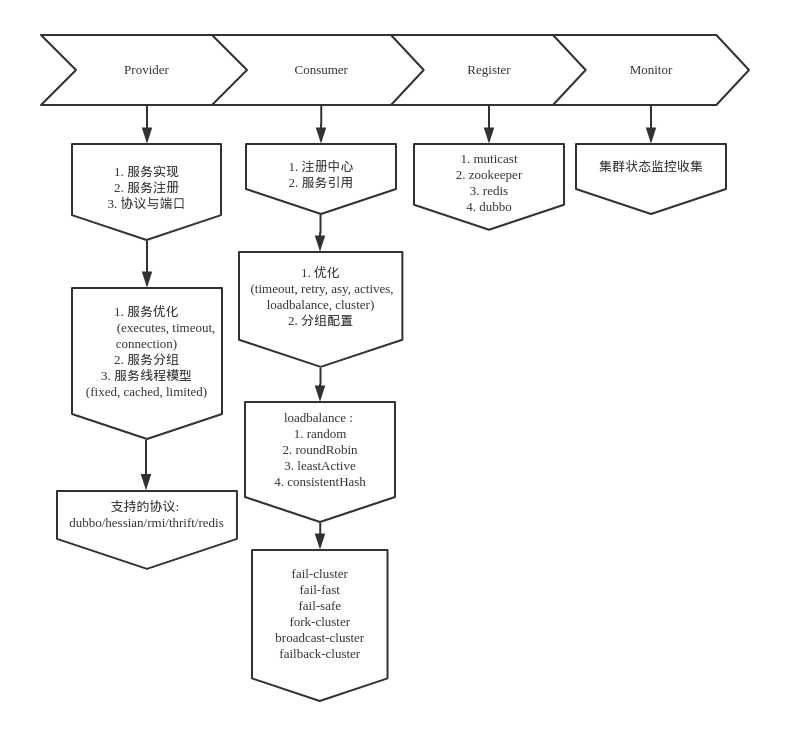 Provider
Consumer
Register
Monitor
1. 服务实现
2. 服务注册
3. 协议与端口
1. 服务优化
(executes, timeout,
connection)
2. 服务分组
3. 服务线程模型
(fixed, cached, limited)
支持的协议:
dubbo/hessian/rmi/thrift/redis
1. 注册中心
2. 服务引用
1. 优化
(timeout, retry, asy, actives,
loadbalance, cluster)
2. 分组配置
loadbalance :
1. random
2. roundRobin
3. leastActive
4. consistentHash
fail-cluster
fail-fast
fail-safe
fork-cluster
broadcast-cluster
failback-cluster
1. muticast
2. zookeeper
3. redis
4. dubbo
集群状态监控收集